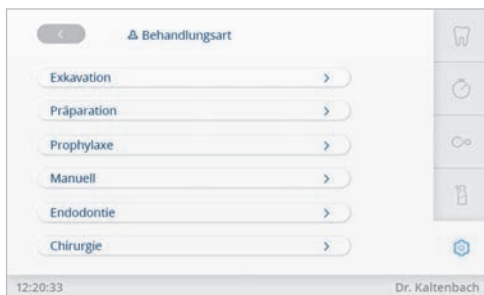 Behandlungsart
Exkavation
Präparation
Prophylaxe
Manuell
Endodontie
Chirurgie
12:20:33 Dr. Kaltenbach